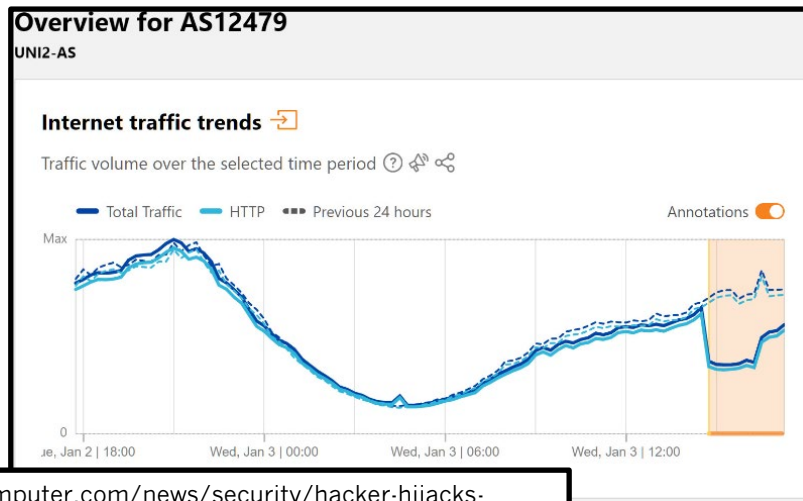 Overview for AS12479
UNI2-AS
Internet traffic trends
Traffic volume over the selected time period ?
Total Traffic HTTP Previous 24 hours Annotations
Max
0
ue, Jan 2 | 18:00 Wed, Jan 3 | 00:00 Wed, Jan 3 | 06:00 Wed, Jan 3 | 12:00
mputer.com/news/security/hacker-hijacks-